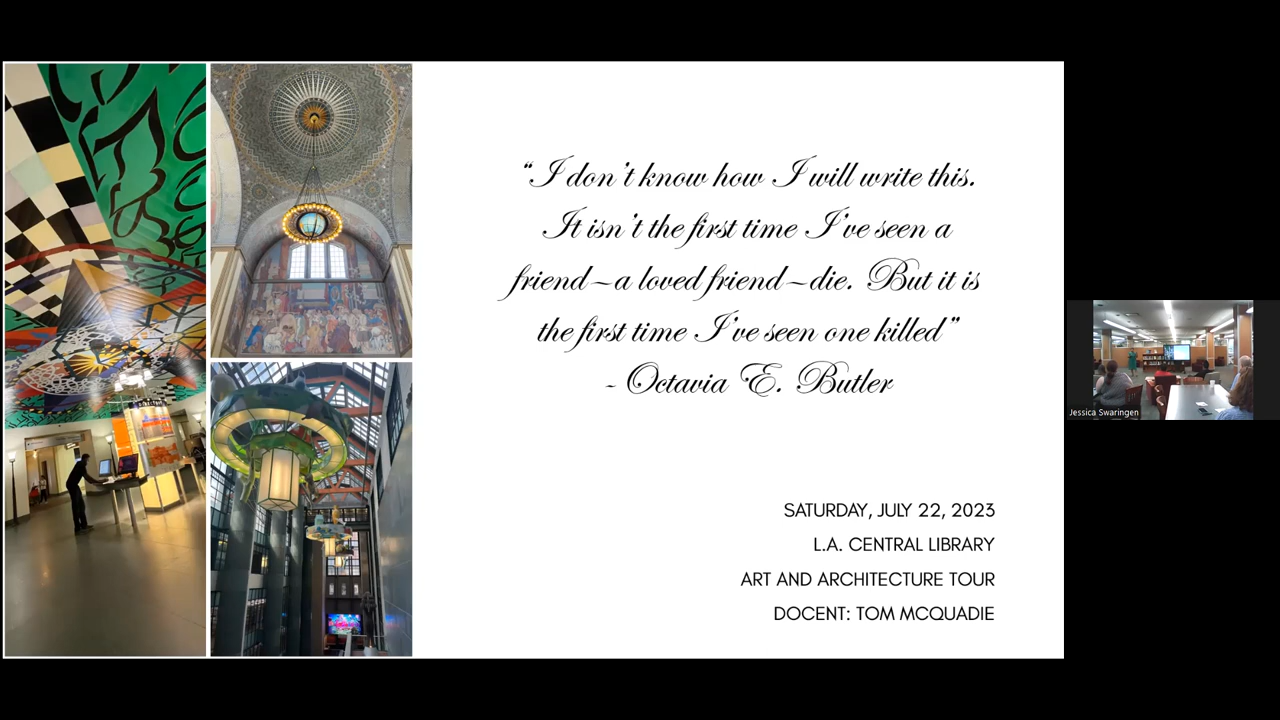 “I don’t know how I will write this.
It isn’t the first time I’ve seen a
friend—a loved friend—die. But it is
the first time I’ve seen one killed”
- Octavia E. Butler
SATURDAY, JULY 22, 2023
L.A. CENTRAL LIBRARY
ART AND ARCHITECTURE TOUR
DOCENT: TOM MCQUADIE
Jessica Swaringen